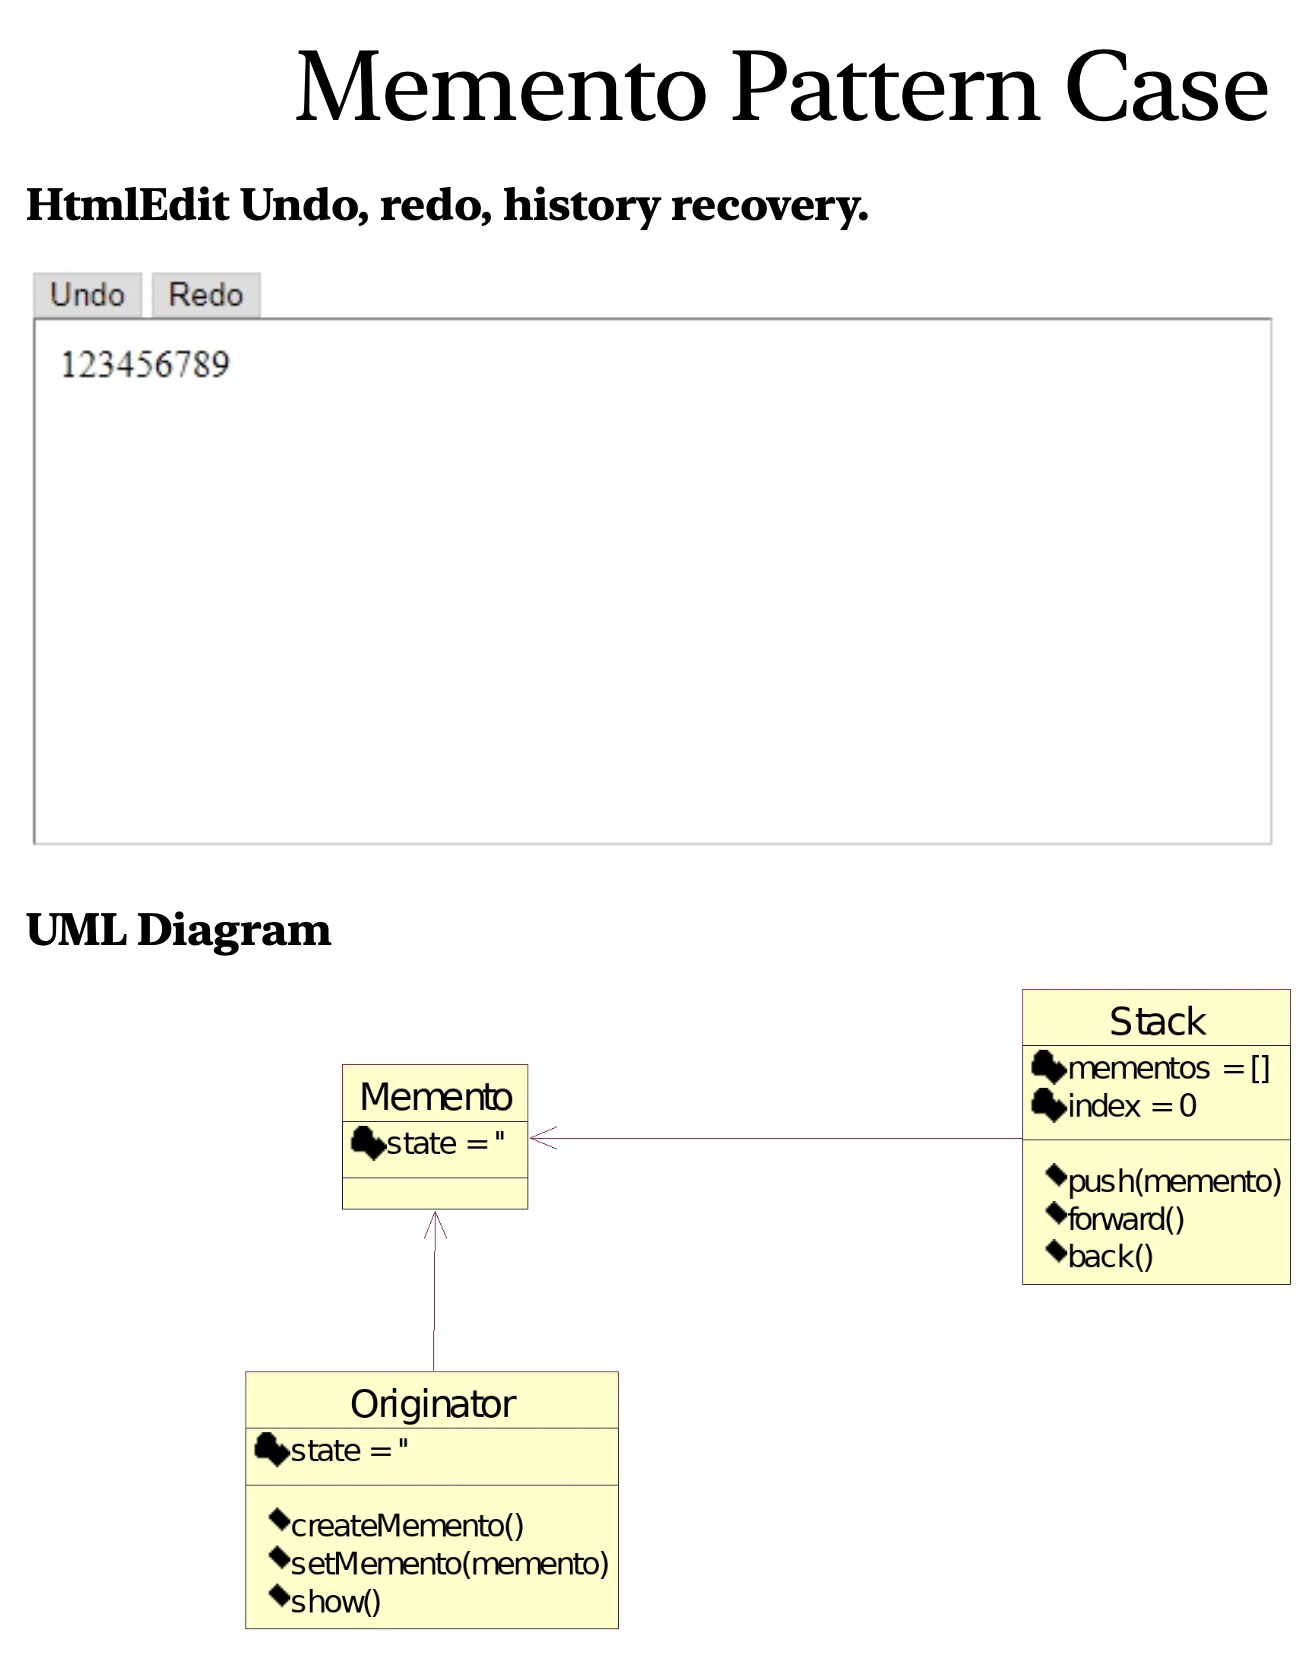 Memento Pattern Case
HtmlEdit Undo, redo, history recovery.
Undo Redo
123456789
UML Diagram
Stack
mementos = []
index = 0
push(memento)
forward()
back()
Memento
state = "
Originator
state = "
createMemento()
setMemento(memento)
show()